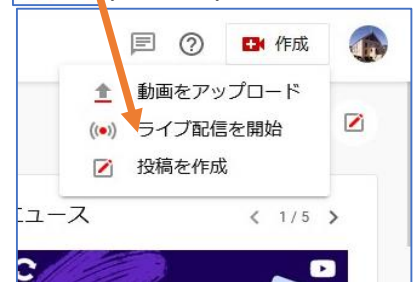 作成
動画をアップロード
ライブ配信を開始
投稿を作成
ニュース
1/5